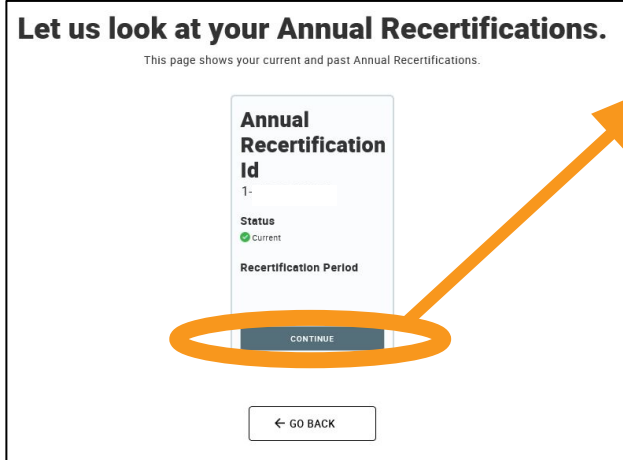 Let us look at your Annual Recertifications.
This page shows your current and past Annual Recertifications.
Annual
Recertification
Id
1-
Status
Current
Recertification Period
CONTINUE
← GO BACK